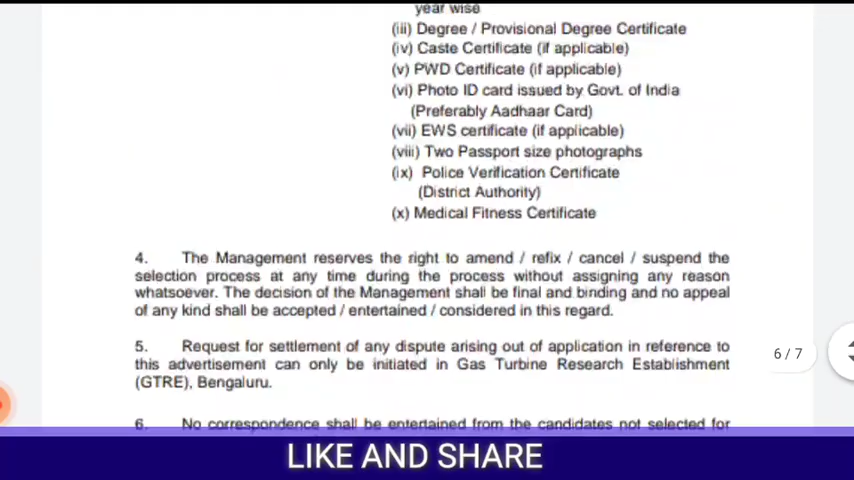 year wise
(iii) Degree / Provisional Degree Certificate
(iv) Caste Certificate (if applicable)
(v) PWD Certificate (if applicable)
(vi) Photo ID card issued by Govt. of India
(Preferably Aadhaar Card)
(vii) EWS certificate (if applicable)
(viii) Two Passport size photographs
(ix) Police Verification Certificate
(District Authority)
(x) Medical Fitness Certificate
4. The Management reserves the right to amend / refix / cancel / suspend the
selection process at any time during the process without assigning any reason
whatsoever. The decision of the Management shall be final and binding and no appeal
of any kind shall be accepted / entertained / considered in this regard.
5. Request for settlement of any dispute arising out of application in reference to
this advertisement can only be initiated in Gas Turbine Research Establishment
(GTRE), Bengaluru.
6 / 7
6. No correspondence shall be entertained from the candidates not selected for
LIKE AND SHARE